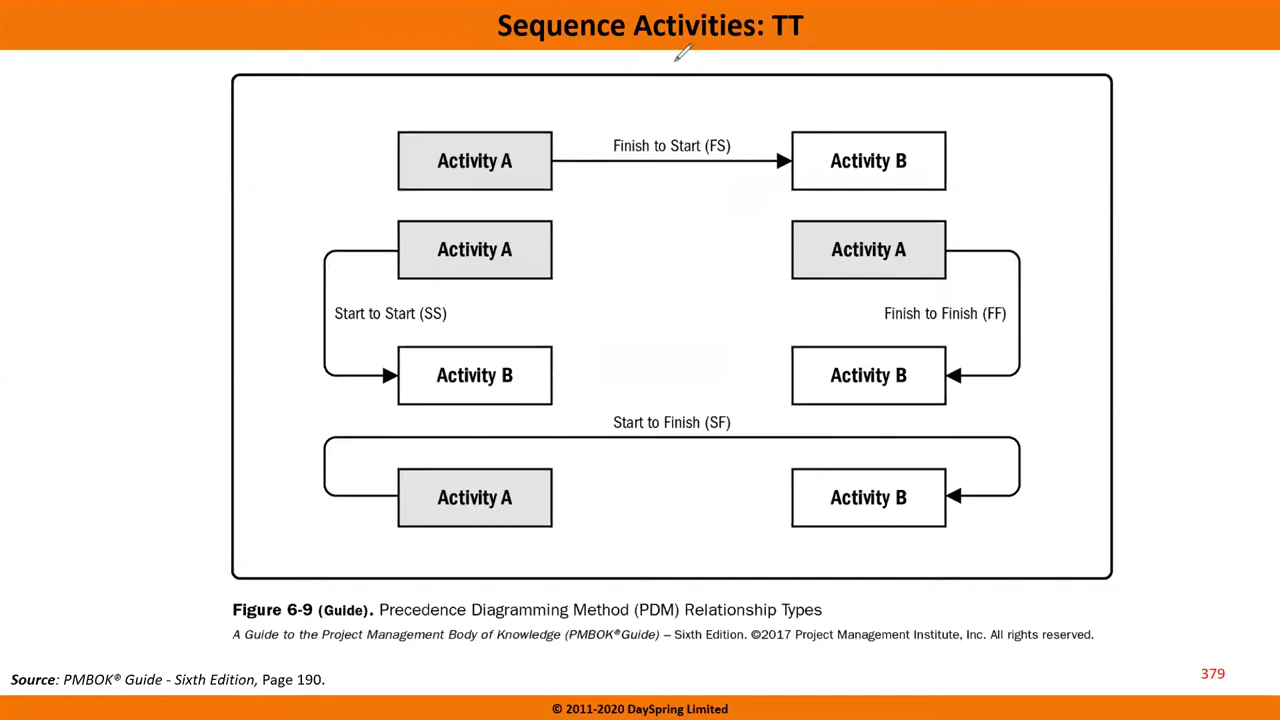 Sequence Activities: TT
Activity A
Finish to Start (FS)
Activity B
Activity A
Activity A
Start to Start (SS)
Finish to Finish (FF)
Activity B
Activity B
Start to Finish (SF)
Activity A
Activity B
Figure 6-9 (Guide). Precedence Diagramming Method (PDM) Relationship Types
A Guide to the Project Management Body of Knowledge (PMBOK® Guide) – Sixth Edition. ©2017 Project Management Institute, Inc. All rights reserved.
Source: PMBOK® Guide - Sixth Edition, Page 190.
379
© 2011-2020 DaySpring Limited